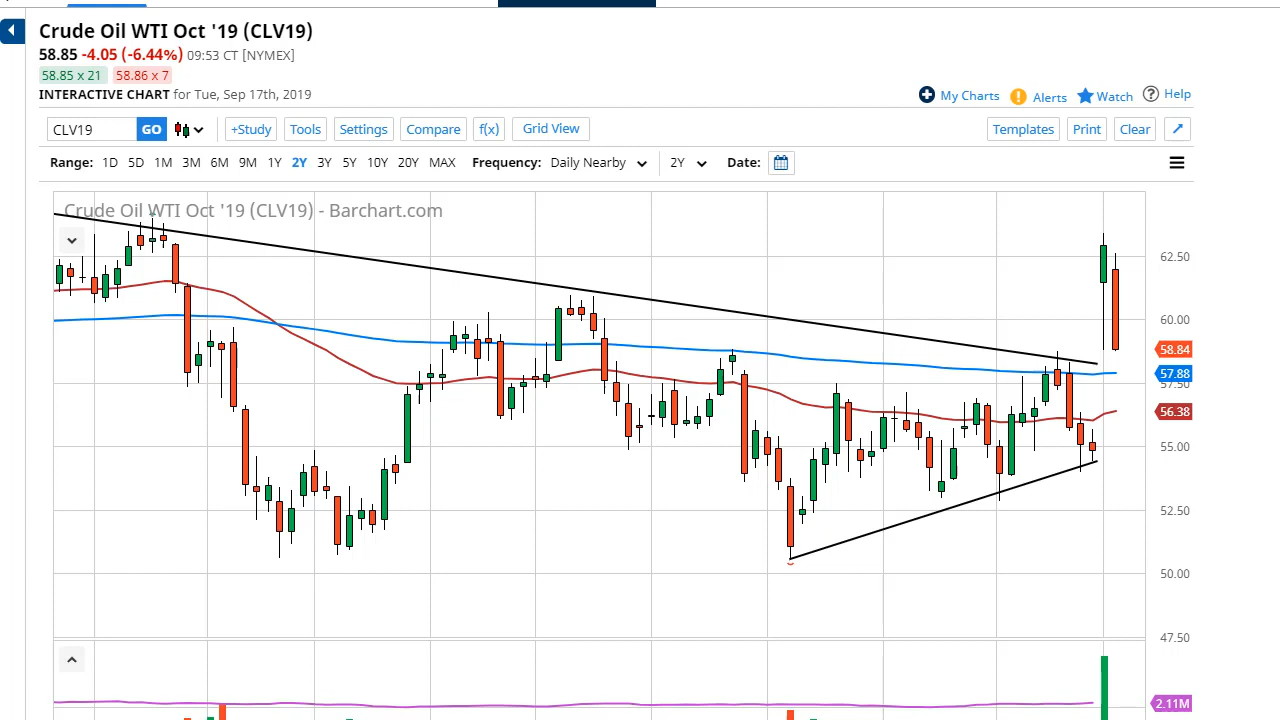 Crude Oil WTI Oct '19 (CLV19)
58.85 -4.05 (-6.44%) 09:53 CT [NYMEX]
58.85 x 21 58.86 x 7
INTERACTIVE CHART for Tue, Sep 17th, 2019
My Charts Alerts Watch Help
CLV19 GO +Study Tools Settings Compare f(x) Grid View Templates Print Clear
Range: 1D 5D 1M 3M 6M 9M 1Y 2Y 3Y 5Y 10Y 20Y MAX Frequency: Daily Nearby 2Y Date:
Crude Oil WTI Oct '19 (CLV19) - Barchart.com
62.50
60.00
58.84
57.88
57.50
56.38
55.00
52.50
50.00
47.50
2.11M